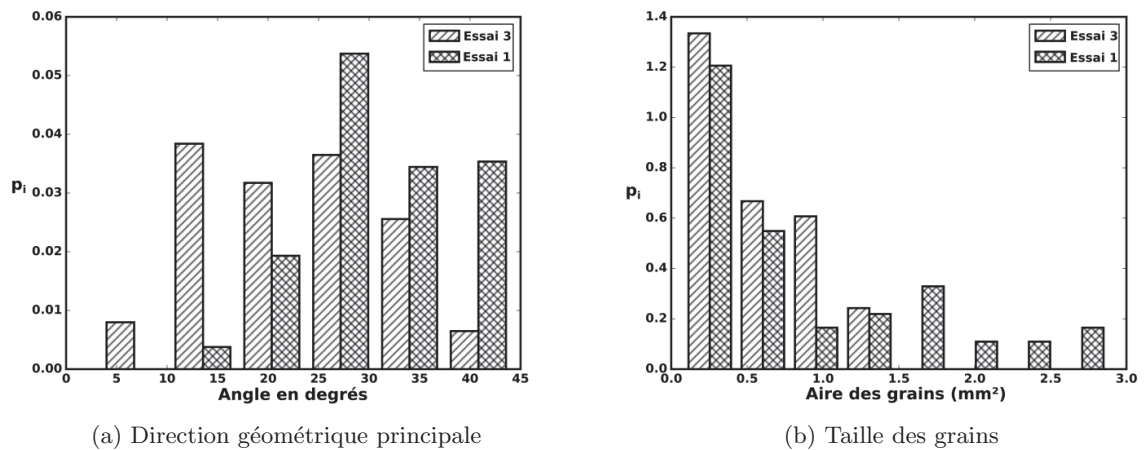 0.06
0.05
0.04
0.03
0.02
0.01
0.00
pi
0 5 10 15 20 25 30 35 40 45
Angle en degrés
Essai 3
Essai 1
(a) Direction géométrique principale
1.4
1.2
1.0
0.8
0.6
0.4
0.2
0.0
pi
0.0 0.5 1.0 1.5 2.0 2.5 3.0
Aire des grains (mm²)
Essai 3
Essai 1
(b) Taille des grains